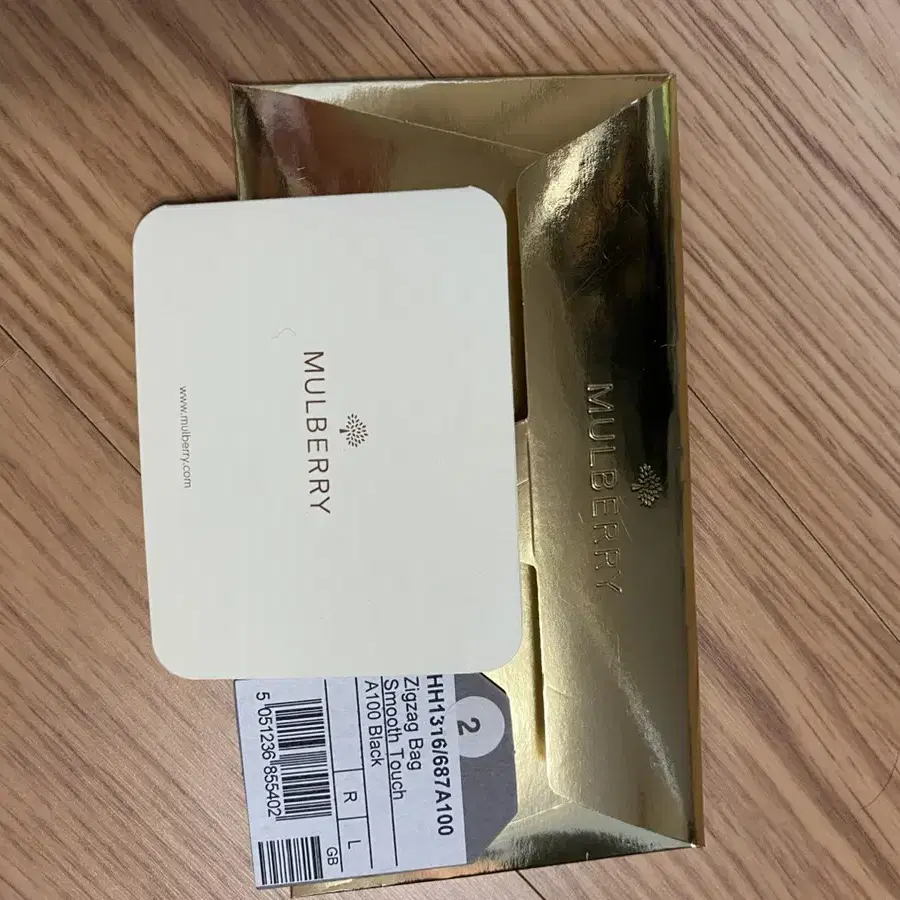 MULBERRY
MULBERRY
www.mulberry.com
2
HH1316/687A100
Zigzag Bag
Smooth Touch
A100 Black
R
L
GB
5 051236 855402